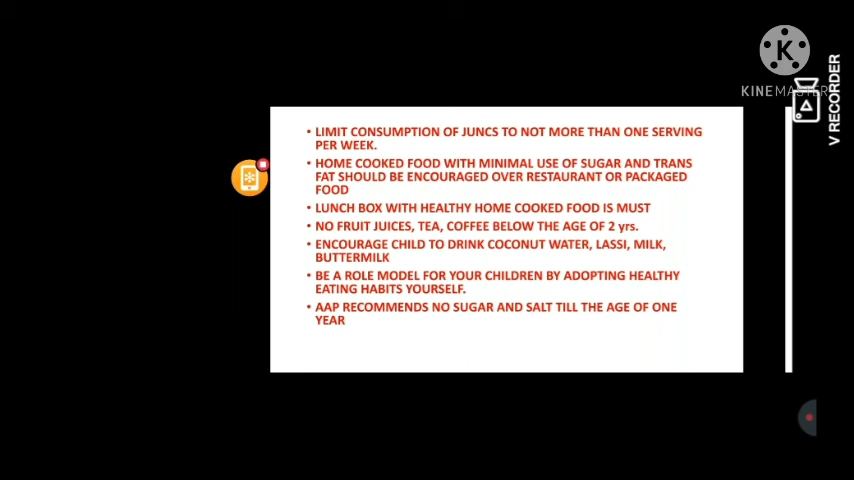 KINEMASTER
V RECORDER
• LIMIT CONSUMPTION OF JUNCS TO NOT MORE THAN ONE SERVING
PER WEEK.
• HOME COOKED FOOD WITH MINIMAL USE OF SUGAR AND TRANS
FAT SHOULD BE ENCOURAGED OVER RESTAURANT OR PACKAGED
FOOD
• LUNCH BOX WITH HEALTHY HOME COOKED FOOD IS MUST
• NO FRUIT JUICES, TEA, COFFEE BELOW THE AGE OF 2 yrs.
• ENCOURAGE CHILD TO DRINK COCONUT WATER, LASSI, MILK,
BUTTERMILK
• BE A ROLE MODEL FOR YOUR CHILDREN BY ADOPTING HEALTHY
EATING HABITS YOURSELF.
• AAP RECOMMENDS NO SUGAR AND SALT TILL THE AGE OF ONE
YEAR